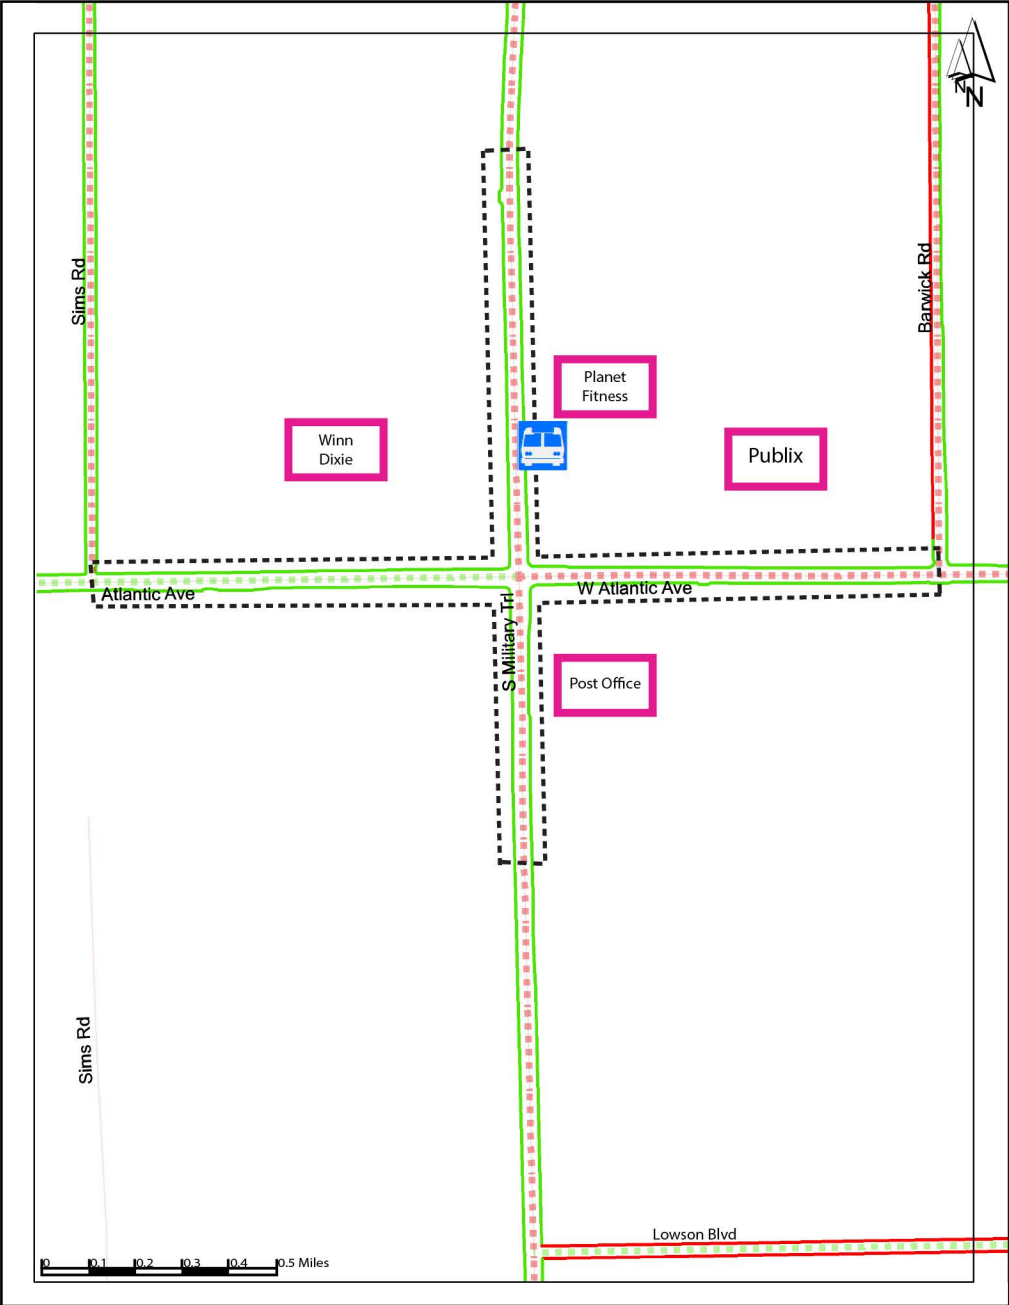 N
N
Sims Rd
Barwick Rd
Planet
Fitness
Winn
Dixie
Publix
Atlantic Ave
W Atlantic Ave
S Military Trl
Post Office
Sims Rd
Lowson Blvd
0 0.1 0.2 0.3 0.4 0.5 Miles